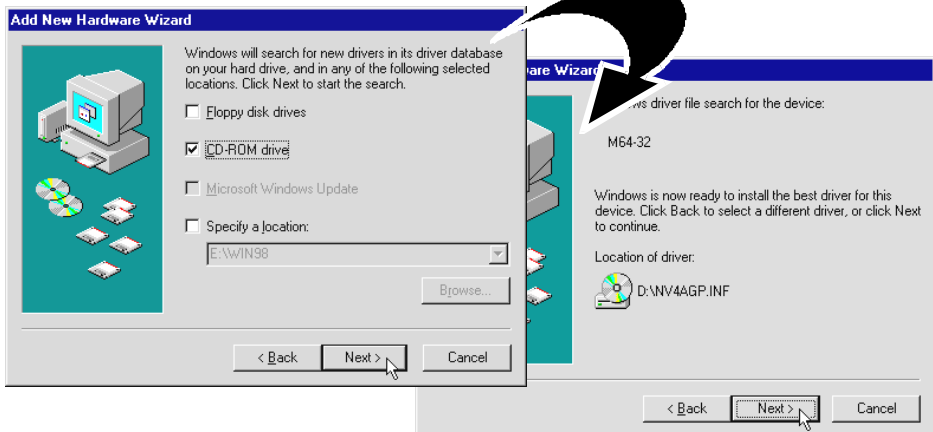 Add New Hardware Wizard
Windows will search for new drivers in its driver database
on your hard drive, and in any of the following selected
locations. Click Next to start the search.
Floppy disk drives
CD-ROM drive
Microsoft Windows Update
Specify a location:
E:\WIN98
Browse...
< Back Next > Cancel
Wizard
driver file search for the device:
M64-32
Windows is now ready to install the best driver for this
device. Click Back to select a different driver, or click Next
to continue.
Location of driver:
D:\NV4AGP.INF
< Back Next > Cancel